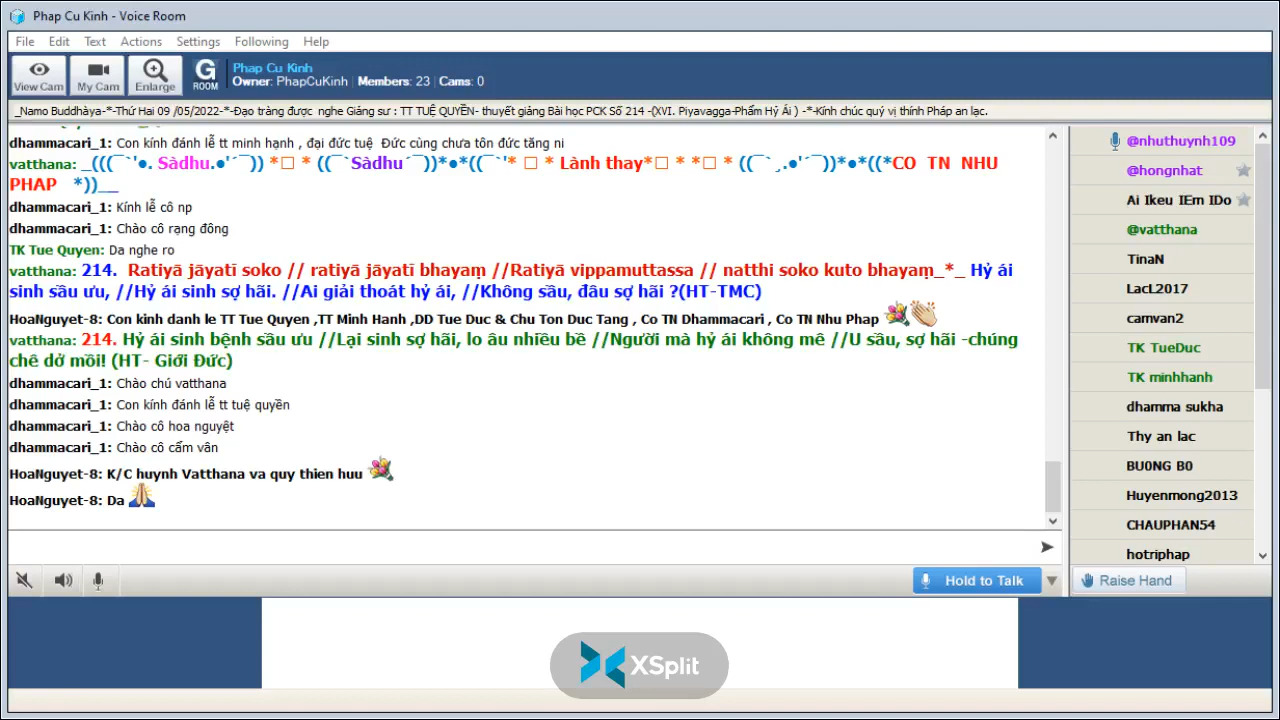 Phap Cu Kinh - Voice Room
File Edit Text Actions Settings Following Help
View Cam My Cam Enlarge G ROOM
Phap Cu Kinh
Owner: PhapCuKinh | Members: 23 | Cams: 0
_Namo Buddhàya-*-Thứ Hai 09 /05/2022-*-Đạo tràng được nghe Giảng sư : TT TUỆ QUYỀN- thuyết giảng Bài học PCK Số 214 -(XVI. Piyavagga-Phẩm Hỷ Ái ) -*-Kính chúc quý vị thính Pháp an lạc.
dhammacari_1: Con kính đánh lễ tt minh hạnh , đại đức tuệ Đức cùng chưa tôn đức tăng ni
vatthana: _(((¯`'●. Sàdhu.●'´¯)) *□ * ((¯`Sàdhu´¯))*●*((¯`'* □ * Lành thay*□ * *□ * ((¯`¸.●'´¯))*●*((*CO TN NHU
PHAP *))__
dhammacari_1: Kính lễ cô np
dhammacari_1: Chào cô rạng đông
TK Tue Quyen: Da nghe ro
vatthana: 214. Ratiyā jāyatī soko // ratiyā jāyatī bhayaṃ //Ratiyā vippamuttassa // natthi soko kuto bhayaṃ_*_ Hỷ ái
sinh sầu ưu, //Hỷ ái sinh sợ hãi. //Ai giải thoát hỷ ái, //Không sầu, đâu sợ hãi ?(HT-TMC)
HoaNguyet-8: Con kinh danh le TT Tue Quyen ,TT Minh Hanh ,DD Tue Duc & Chu Ton Duc Tang , Co TN Dhammacari , Co TN Nhu Phap
vatthana: 214. Hỷ ái sinh bệnh sầu ưu //Lại sinh sợ hãi, lo âu nhiều bề //Người mà hỷ ái không mê //U sầu, sợ hãi -chúng
chê dở mồi! (HT- Giới Đức)
dhammacari_1: Chào chú vatthana
dhammacari_1: Con kính đánh lễ tt tuệ quyền
dhammacari_1: Chào cô hoa nguyệt
dhammacari_1: Chào cô cẩm vân
HoaNguyet-8: K/C huynh Vatthana va quy thien huu
HoaNguyet-8: Da
Hold to Talk
@nhuthuynh109
@hongnhat
Ai Ikeu IEm IDo
@vatthana
TinaN
LacL2017
camvan2
TK TueDuc
TK minhhanh
dhamma sukha
Thy an lac
BU0NG B0
Huyenmong2013
CHAUPHAN54
hotriphap
Raise Hand
XSplit